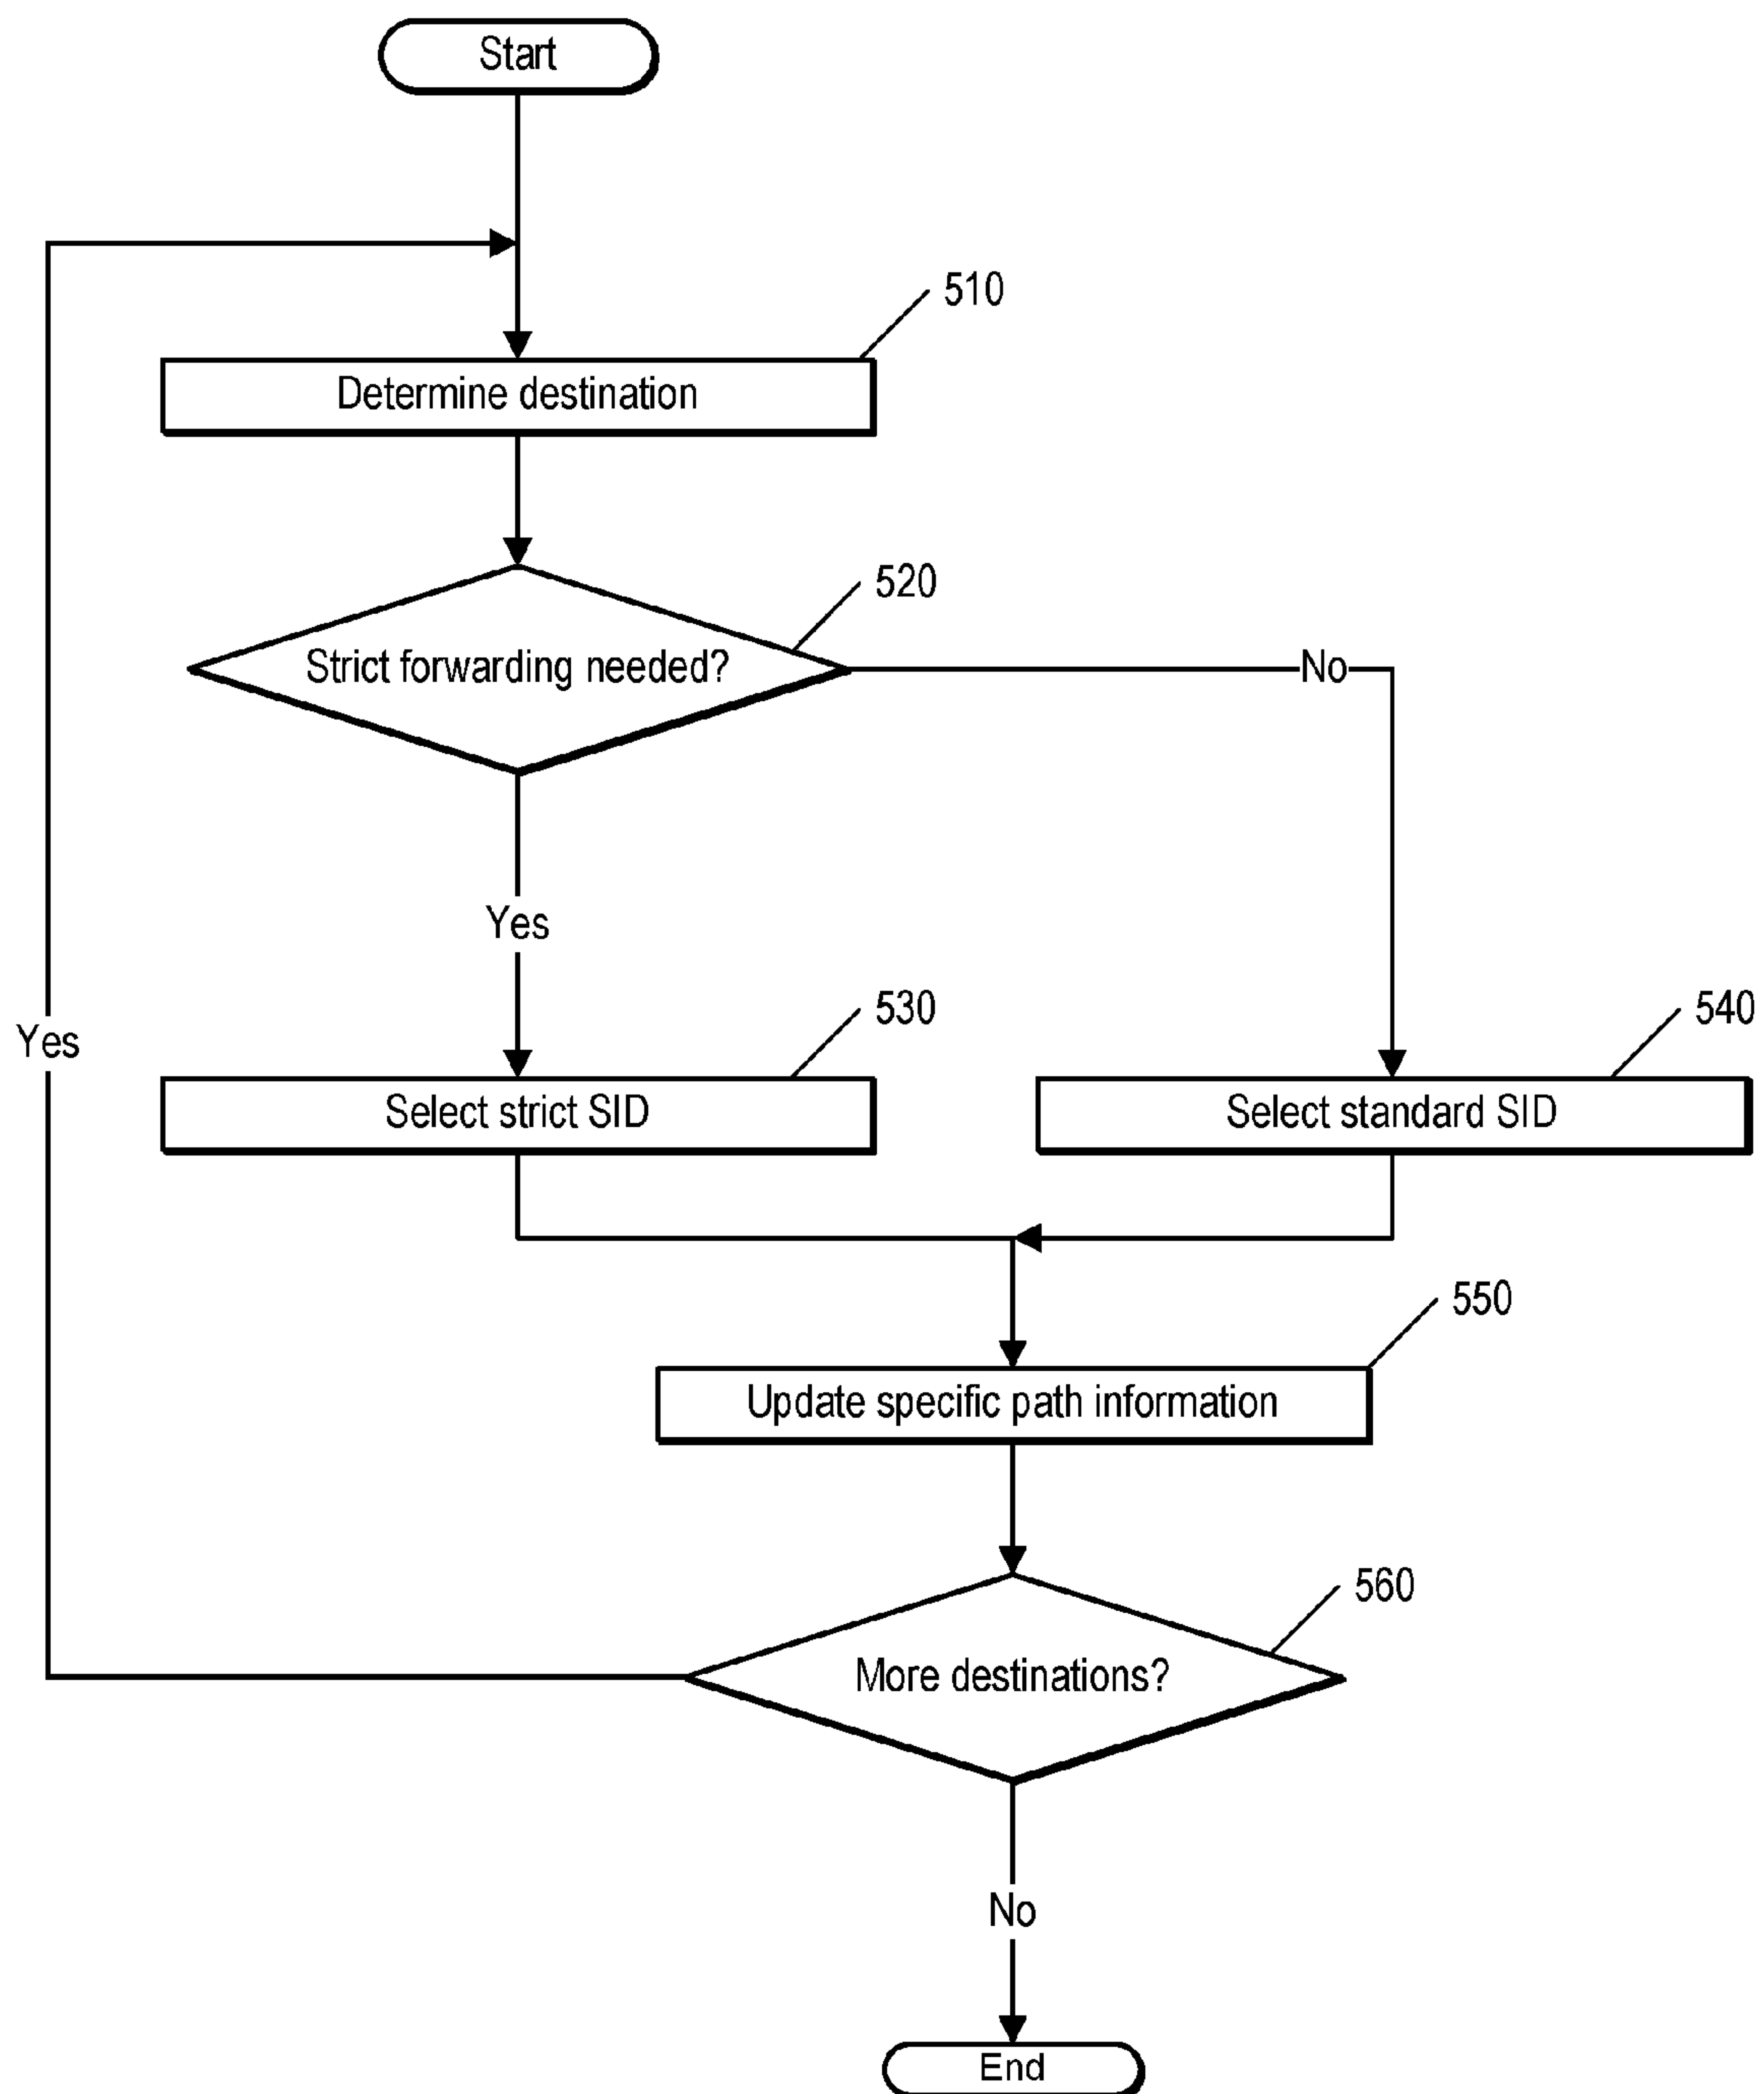 Start
510
Determine destination
520
Strict forwarding needed?
No
Yes
530
540
Yes
Select strict SID
Select standard SID
550
Update specific path information
560
More destinations?
No
End